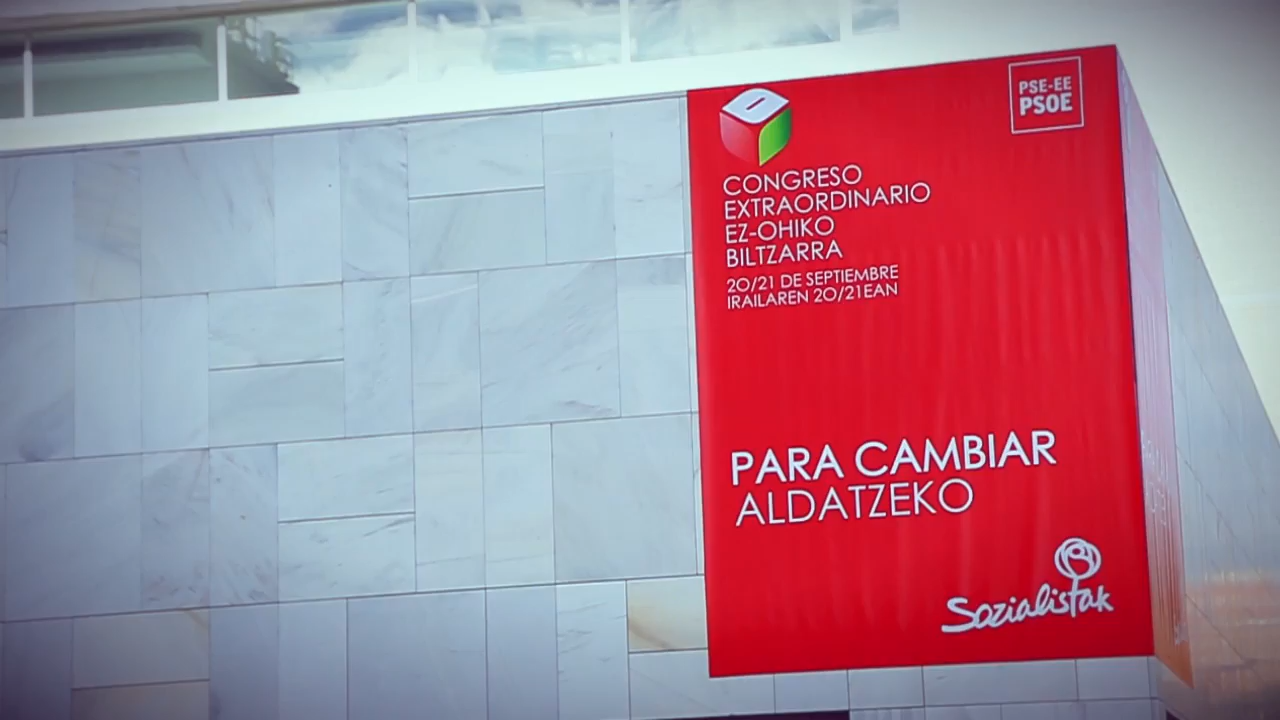 PSE-EE
PSOE
CONGRESO
EXTRAORDINARIO
EZ-OHIKO
BILTZARRA
20/21 DE SEPTIEMBRE
IRAILAREN 20/21EAN
PARA CAMBIAR
ALDATZEKO
Sozialistak